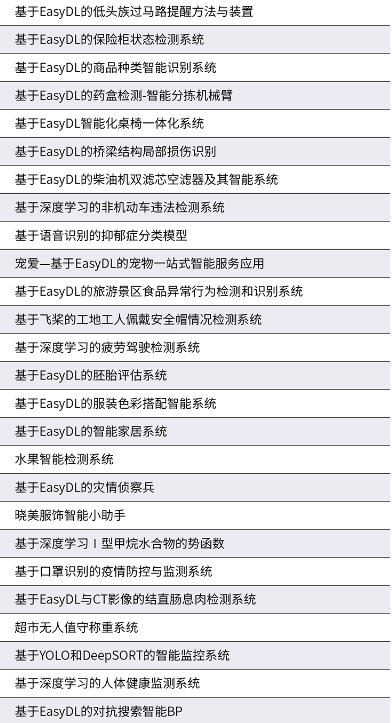 基于EasyDL的低头族过马路提醒方法与装置
基于EasyDL的保险柜状态检测系统
基于EasyDL的商品种类智能识别系统
基于EasyDL的药盒检测-智能分拣机械臂
基于EasyDL智能化桌椅一体化系统
基于EasyDL的桥梁结构局部损伤识别
基于EasyDL的柴油机双滤芯空滤器及其智能系统
基于深度学习的非机动车违法检测系统
基于语音识别的抑郁症分类模型
宠爱—基于EasyDL的宠物一站式智能服务应用
基于EasyDL的旅游景区食品异常行为检测和识别系统
基于飞桨的工地工人佩戴安全帽情况检测系统
基于深度学习的疲劳驾驶检测系统
基于EasyDL的胚胎评估系统
基于EasyDL的服装色彩搭配智能系统
基于EasyDL的智能家居系统
水果智能检测系统
基于EasyDL的灾情侦察兵
晓美服饰智能小助手
基于深度学习Ⅰ型甲烷水合物的势函数
基于口罩识别的疫情防控与监测系统
基于EasyDL与CT影像的结直肠息肉检测系统
超市无人值守称重系统
基于YOLO和DeepSORT的智能监控系统
基于深度学习的人体健康监测系统
基于EasyDL的对抗搜索智能BP